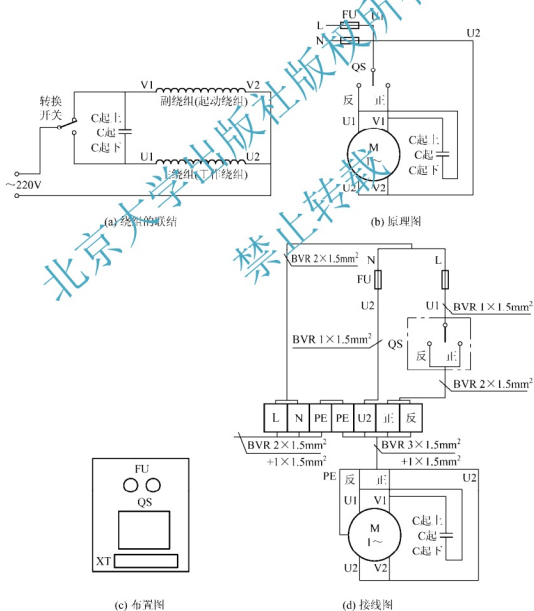 北京大学出版社版权所有
禁止转载
V1 V2
副绕组(起动绕组)
转换
开关
C起上
C起
C起下
U1 U2
主绕组(工作绕组)
～220V
(a) 绕组的联结
FU U1
L
N
U2
QS
反 正
U1 V1
M
1～
C起上
C起
C起下
U2 V2
(b) 原理图
FU
QS
XT
(c) 布置图
BVR 2×1.5mm²
N L
FU
U2 U1
BVR 1×1.5mm²
BVR 1×1.5mm²
QS
反 正
BVR 2×1.5mm²
L N PE PE U2 正 反
BVR 2×1.5mm²
+1×1.5mm²
BVR 3×1.5mm²
+1×1.5mm²
PE 反 正 U2
U1 V1
M
1～
C起上
C起
C起下
U2 V2
(d) 接线图